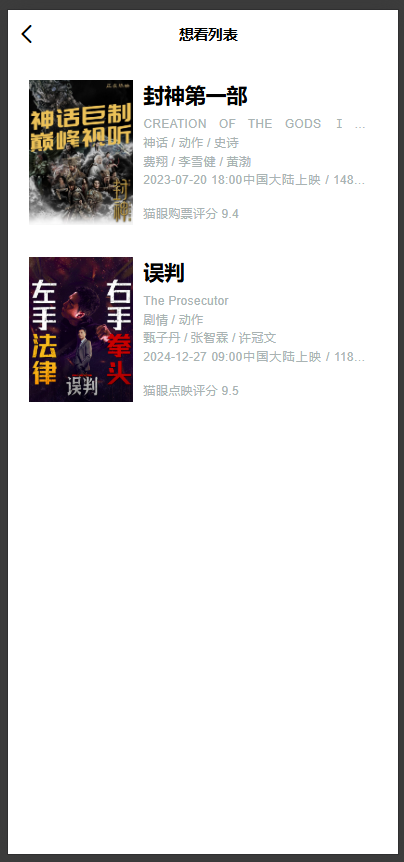 想看列表
神话巨制
巅峰视听
封神
封神第一部
CREATION OF THE GODS I ...
神话 / 动作 / 史诗
费翔 / 李雪健 / 黄渤
2023-07-20 18:00中国大陆上映 / 148...
猫眼购票评分 9.4
左手法律
右手拳头
误判
误判
The Prosecutor
剧情 / 动作
甄子丹 / 张智霖 / 许冠文
2024-12-27 09:00中国大陆上映 / 118...
猫眼点映评分 9.5